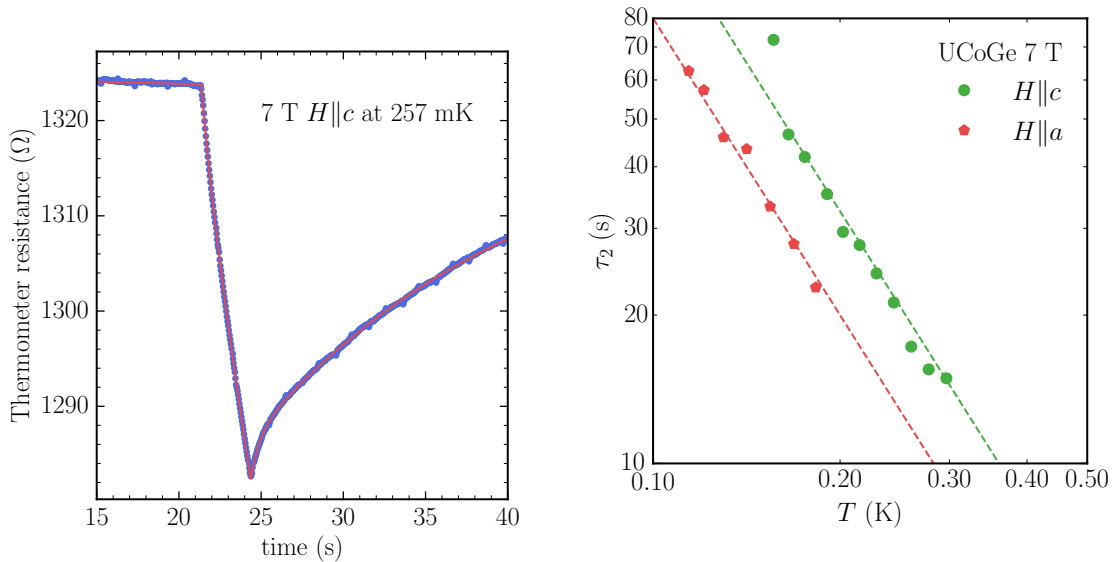 7 T H∥c at 257 mK
Thermometer resistance (Ω)
1320
1310
1300
1290
15 20 25 30 35 40
time (s)
UCoGe 7 T
H∥c
H∥a
τ₂ (s)
80
70
60
50
40
30
20
10
0.10 0.20 0.30 0.40 0.50
T (K)